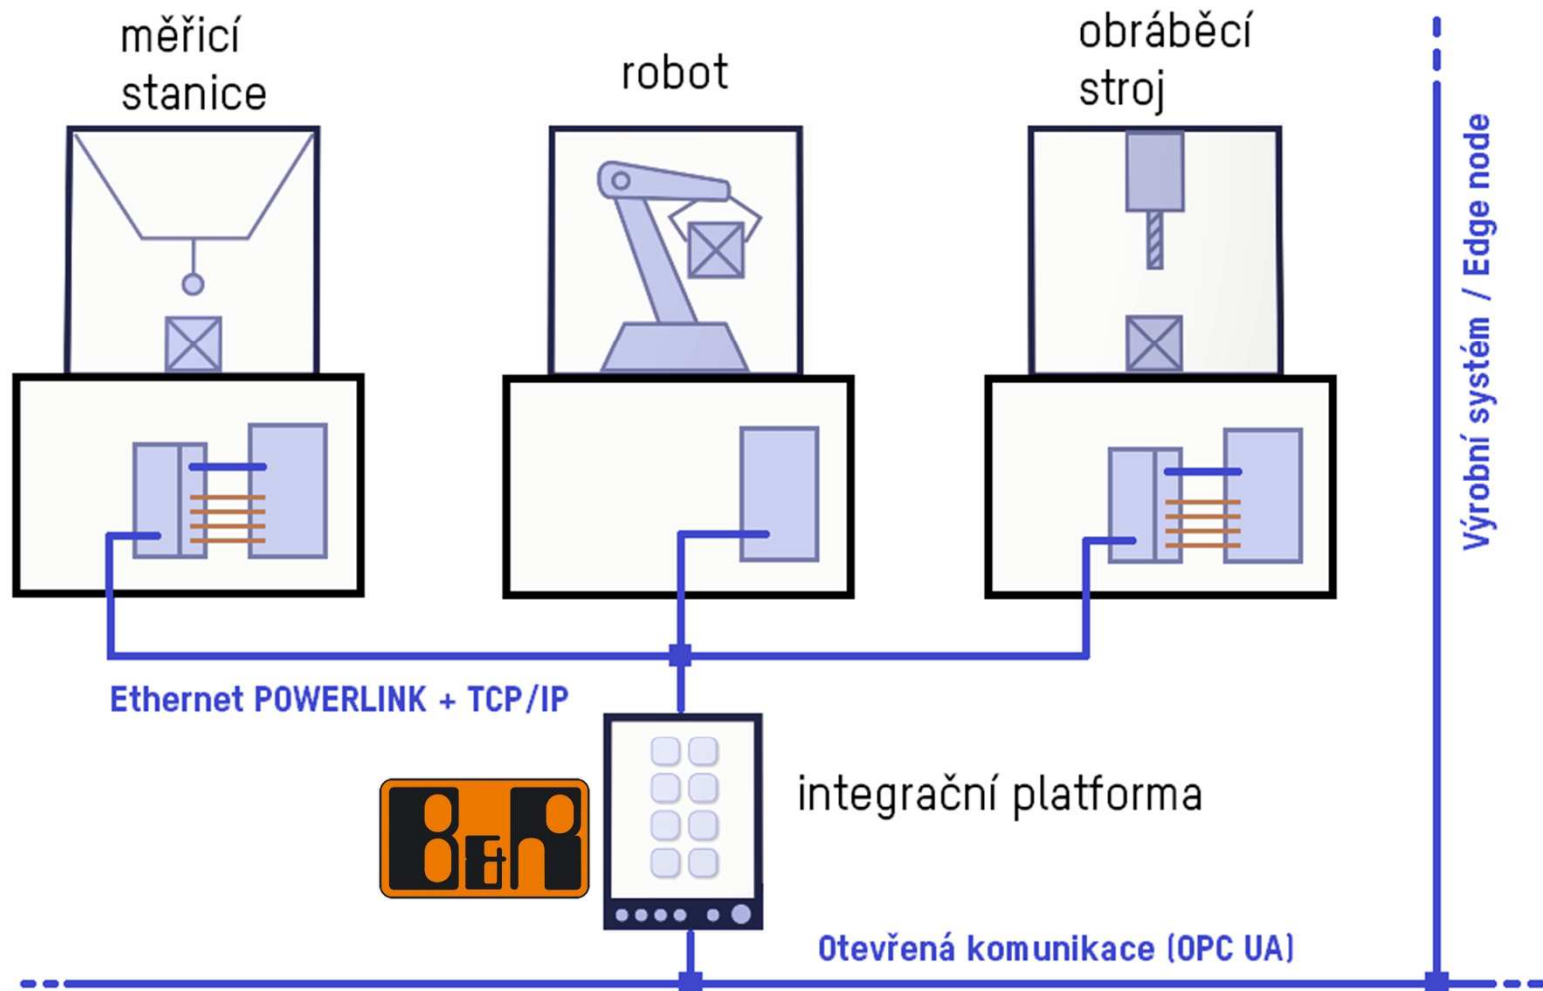 měřicí
stanice
robot
obráběcí
stroj
Výrobní systém / Edge node
Ethernet POWERLINK + TCP/IP
B&R
integrační platforma
Otevřená komunikace (OPC UA)